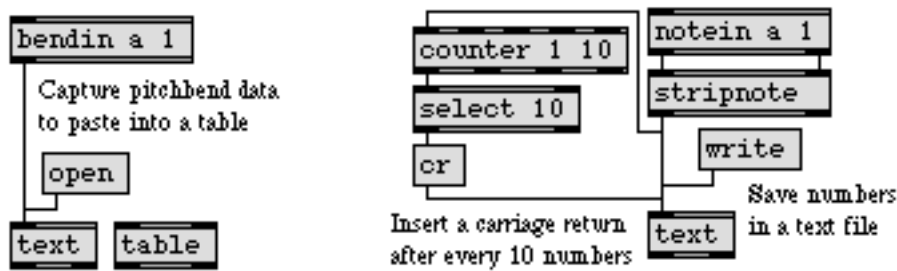 bendin a 1
Capture pitchbend data
to paste into a table
open
text
table
counter 1 10
select 10
cr
Insert a carriage return
after every 10 numbers
notein a 1
stripnote
write
Save numbers
in a text file
text